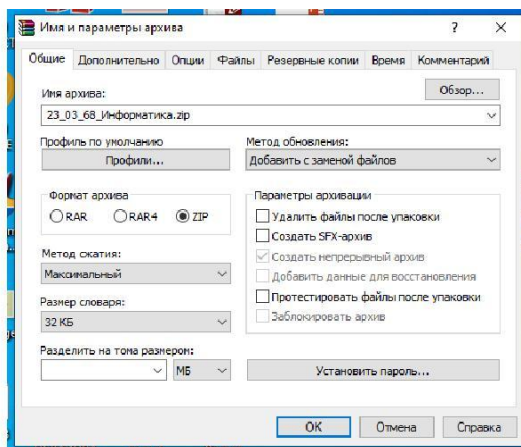 Имя и параметры архива
Общие Дополнительно Опции Файлы Резервные копии Время Комментарий
Имя архива:
Обзор...
23_03_68_Информатика.zip
Профиль по умолчанию
Профили...
Метод обновления:
Добавить с заменой файлов
Формат архива
RAR RAR4 ZIP
Метод сжатия:
Максимальный
Размер словаря:
32 КБ
Параметры архивации
Удалить файлы после упаковки
Создать SFX-архив
Создать непрерывный архив
Добавить данные для восстановления
Протестировать файлы после упаковки
Заблокировать архив
Разделить на тома размером:
МБ
Установить пароль...
ОК Отмена Справка